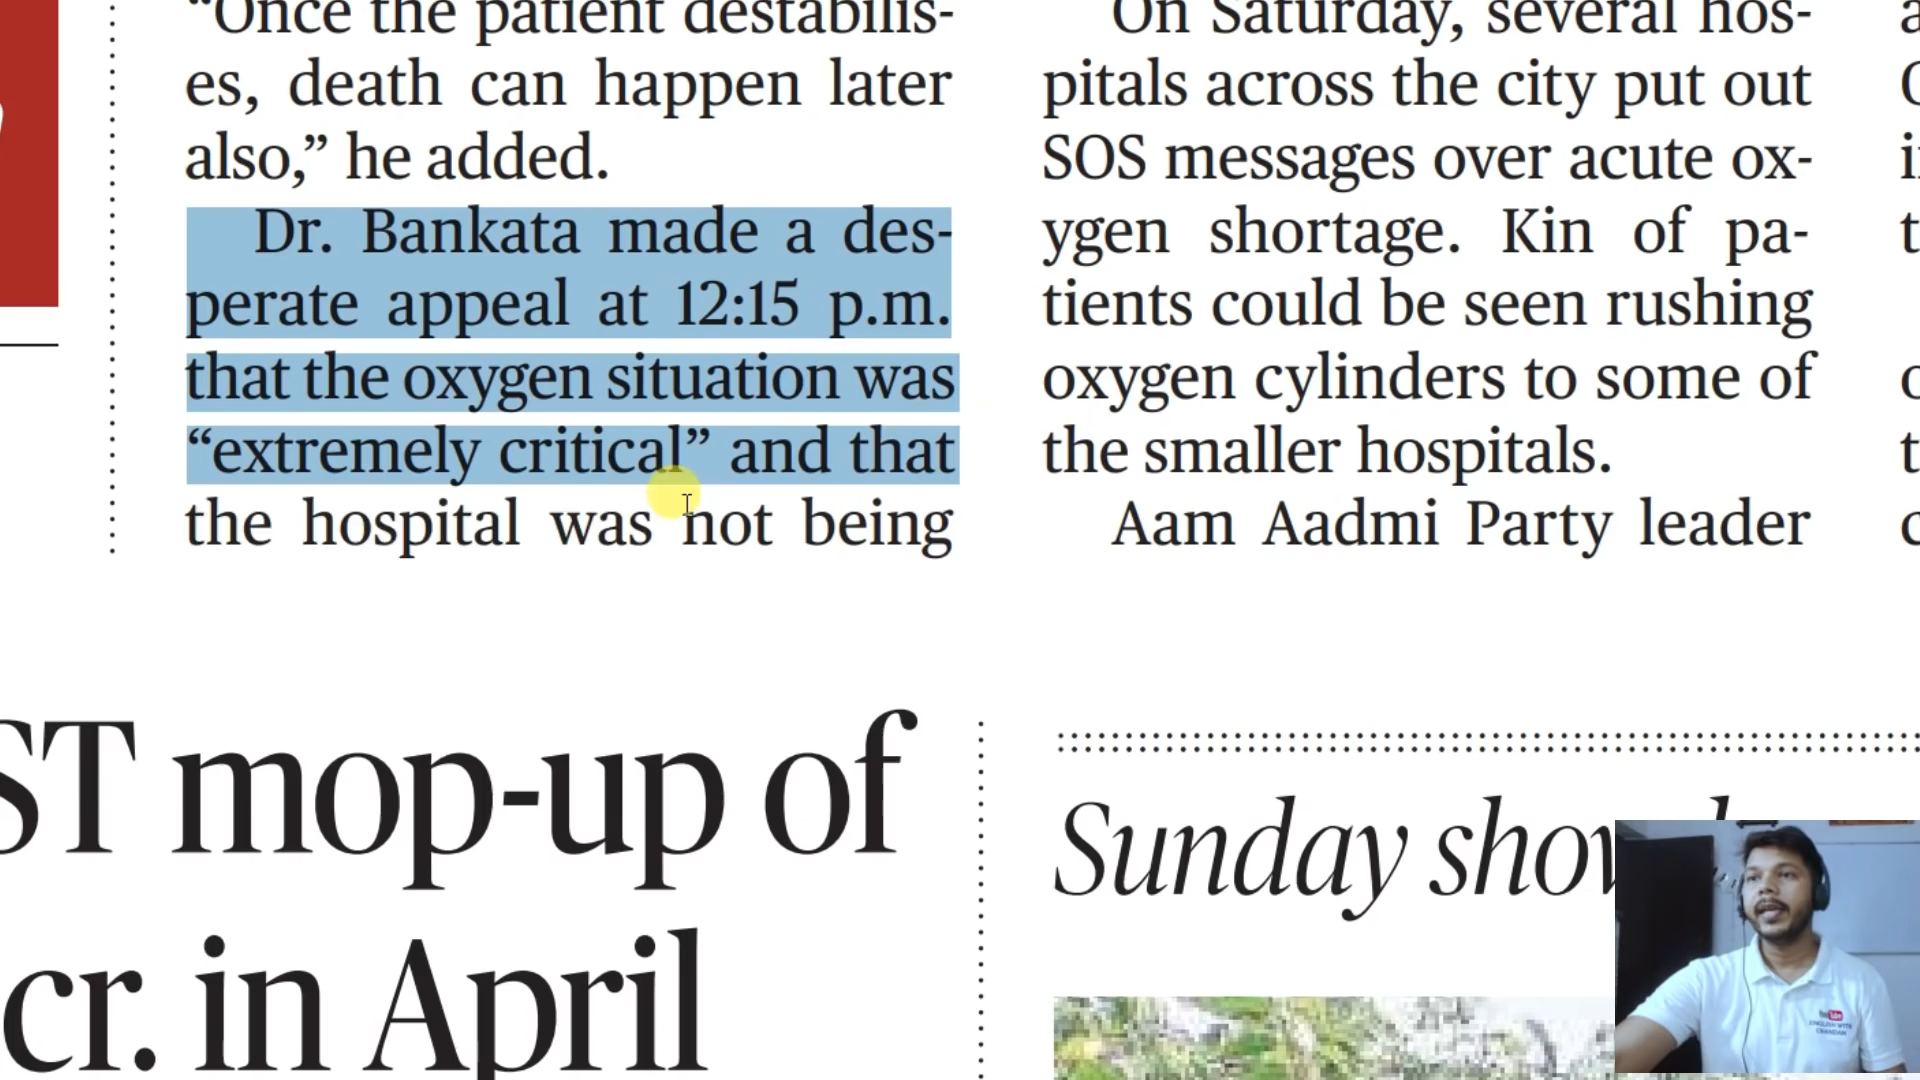 “Once the patient destabilis-
es, death can happen later
also,” he added.
Dr. Bankata made a des-
perate appeal at 12:15 p.m.
that the oxygen situation was
“extremely critical” and that
the hospital was not being
On Saturday, several hos-
pitals across the city put out
SOS messages over acute ox-
ygen shortage. Kin of pa-
tients could be seen rushing
oxygen cylinders to some of
the smaller hospitals.
Aam Aadmi Party leader
ST mop-up of
cr. in April
Sunday
YouTube
ENGLISH WITH
CHANDAN